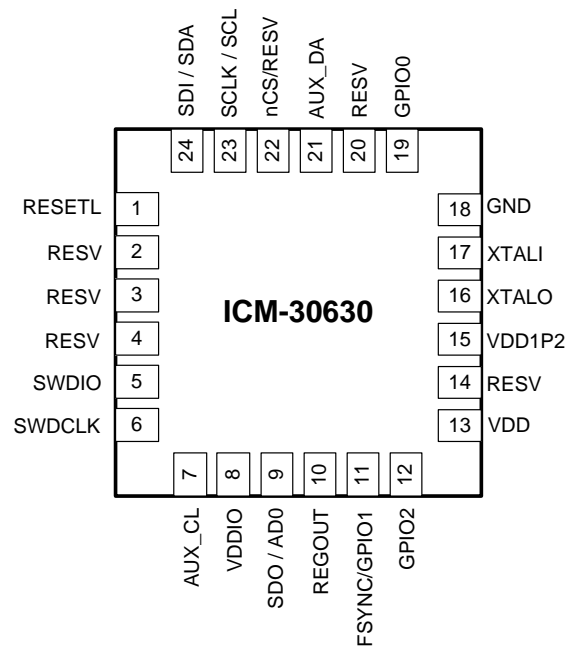 SDI / SDA
SCLK / SCL
nCS/RESV
AUX_DA
RESV
GPIO0
24
23
22
21
20
19
RESETL 1
RESV 2
RESV 3
RESV 4
SWDIO 5
SWDCLK 6
ICM-30630
18 GND
17 XTALI
16 XTALO
15 VDD1P2
14 RESV
13 VDD
7
8
9
10
11
12
AUX_CL
VDDIO
SDO / AD0
REGOUT
FSYNC/GPIO1
GPIO2